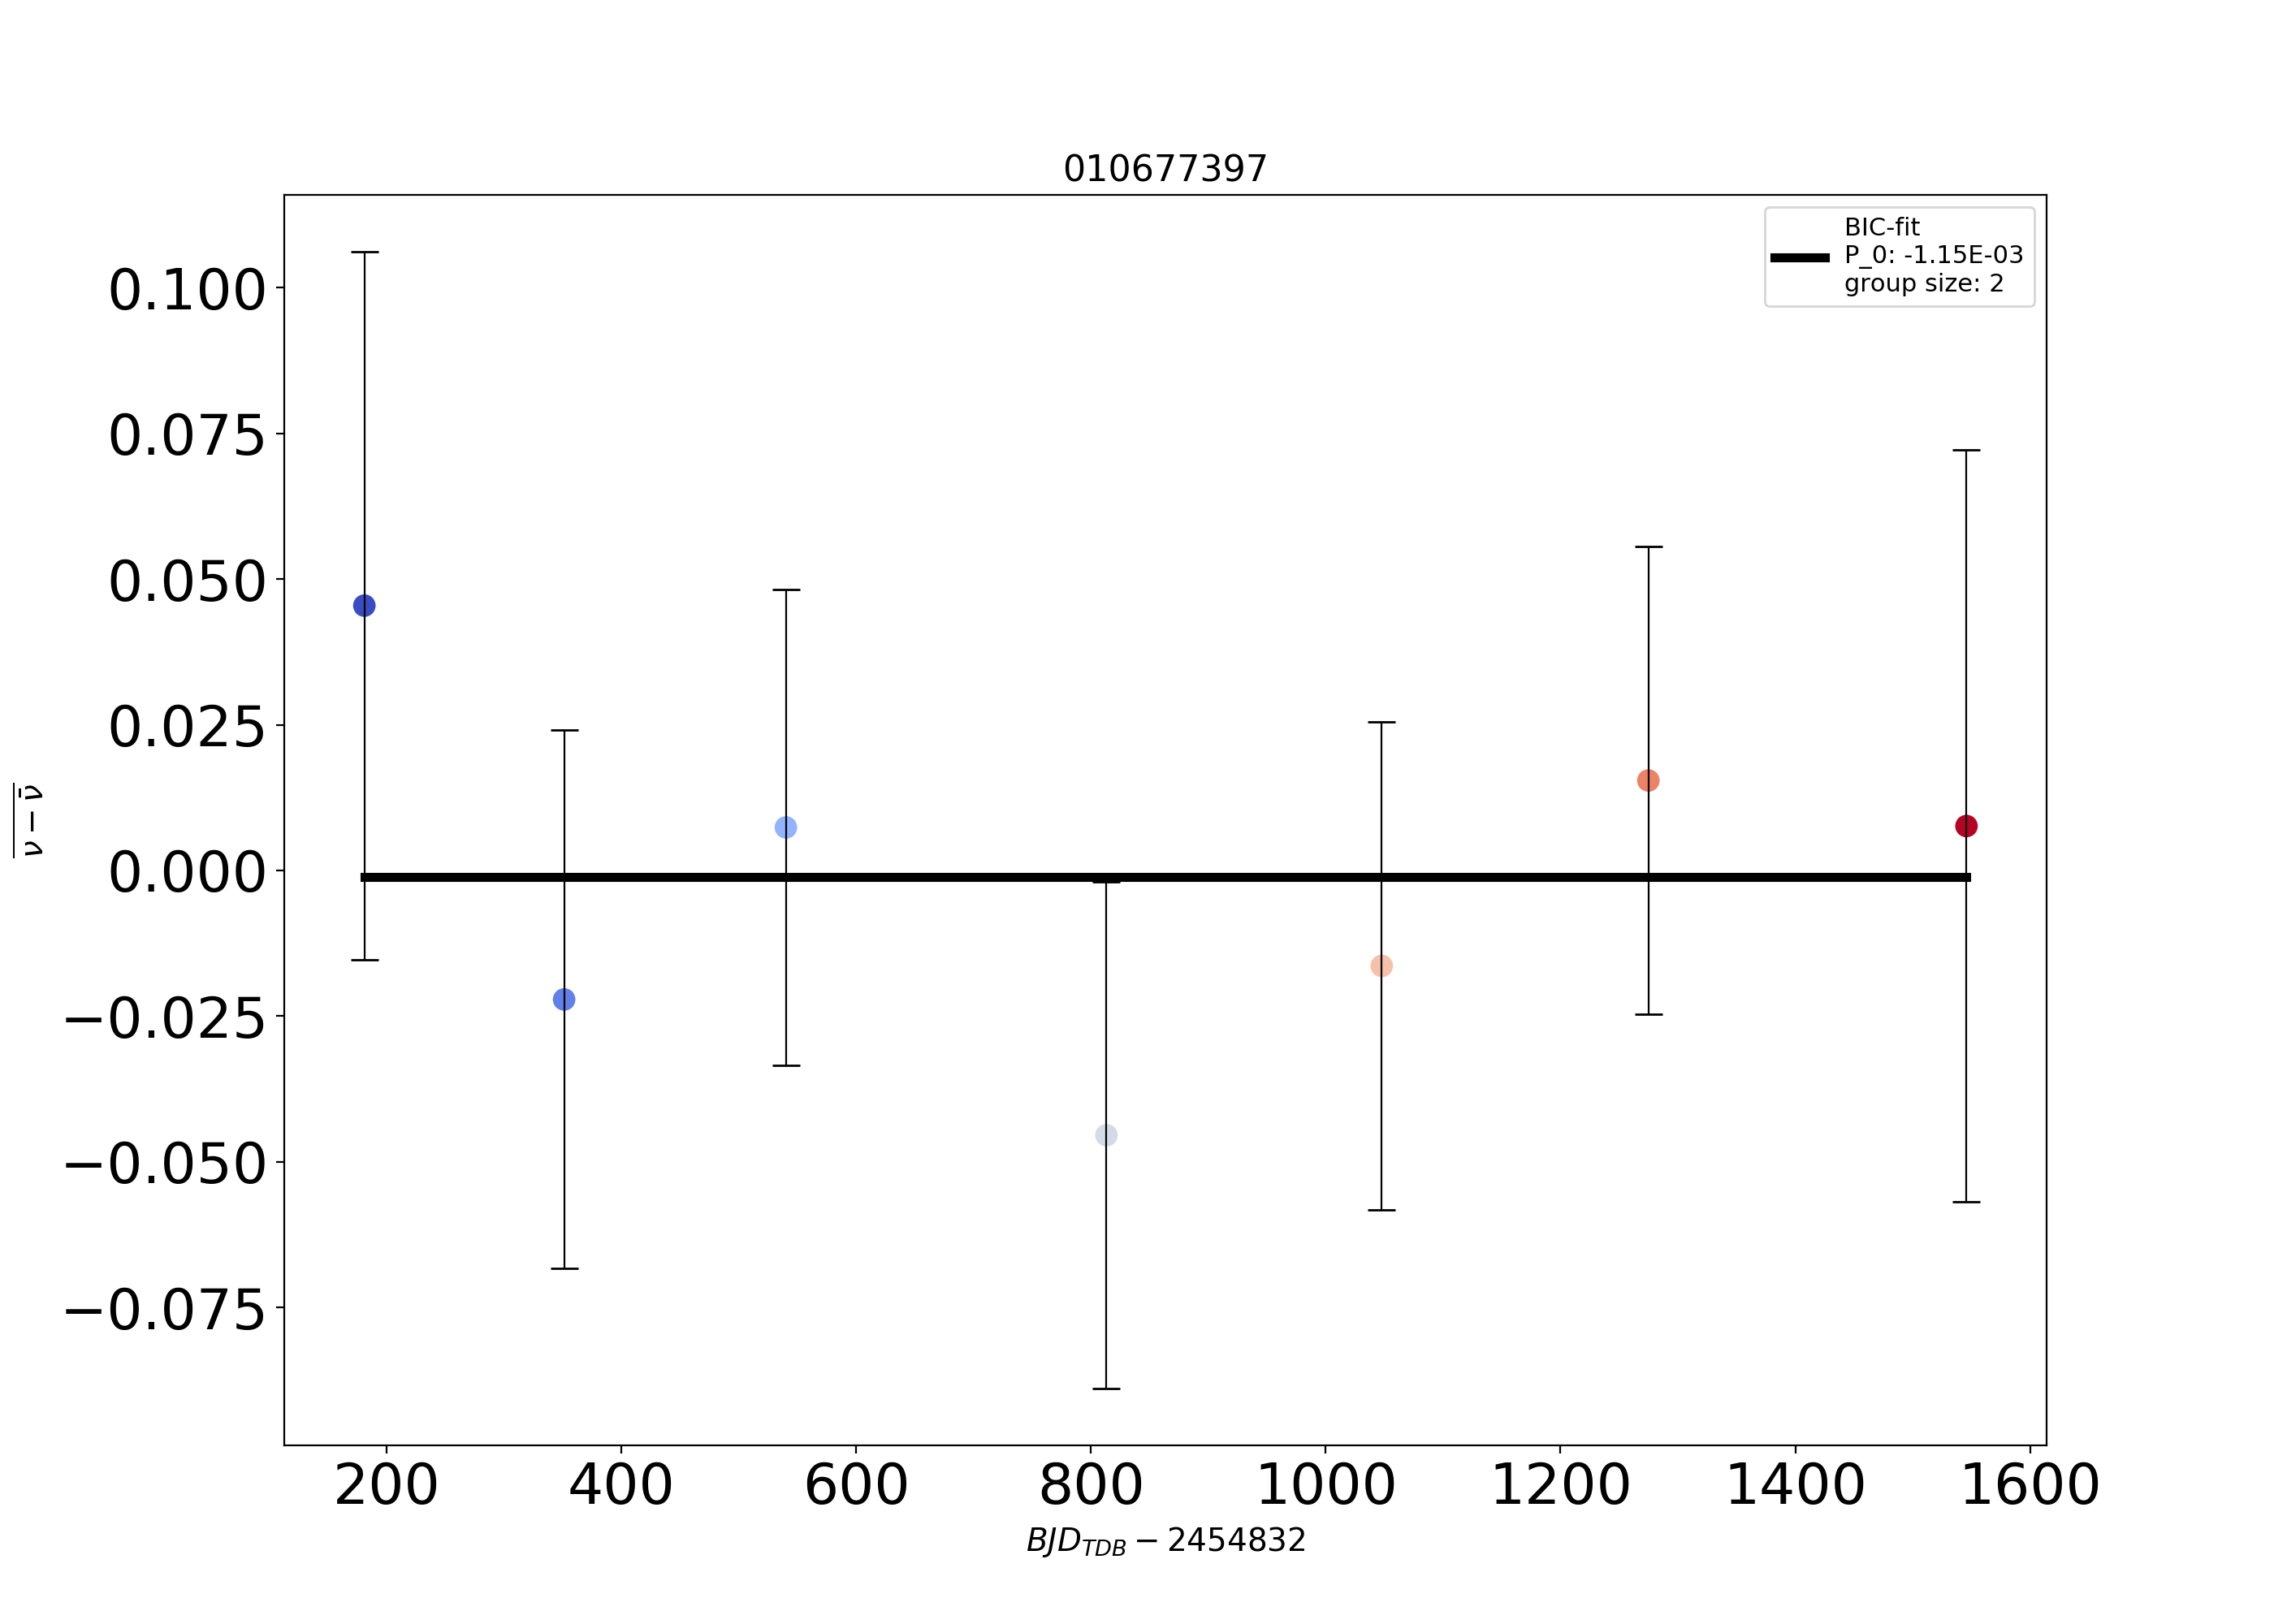 010677397
BIC-fit
P_0: -1.15E-03
group size: 2
0.100
0.075
0.050
0.025
0.000
−0.025
−0.050
−0.075
ν − ν̄
200 400 600 800 1000 1200 1400 1600
BJD_TDB − 2454832